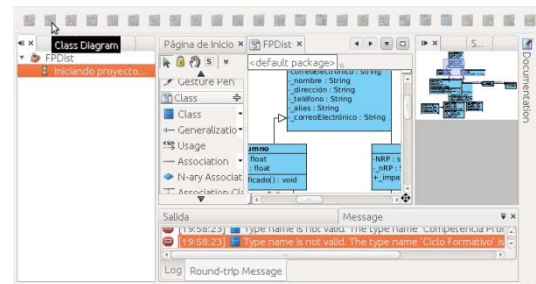 Class Diagram
S...
FPDist
Iniciando proyecto...
Página de Inicio
FPDist
S
<default package>
Gesture Pen
Class
Class
Generalizatio
Usage
Association
N-ary Associat
Association Cla
-correoElectronico : String
-_nombre : String
-_dirección : String
-_teléfono : String
-_alias : String
-_correoElectrónico : String
umno
float
: float
ficado() : void
-NRP : s
-_nRP : S
+_impa
Documentation
Salida
Message
[19:58:23] Type name is not valid. The type name 'Competencia Prof
[19:58:23] Type name is not valid. The type name 'Ciclo Formativo' is
Log
Round-trip Message